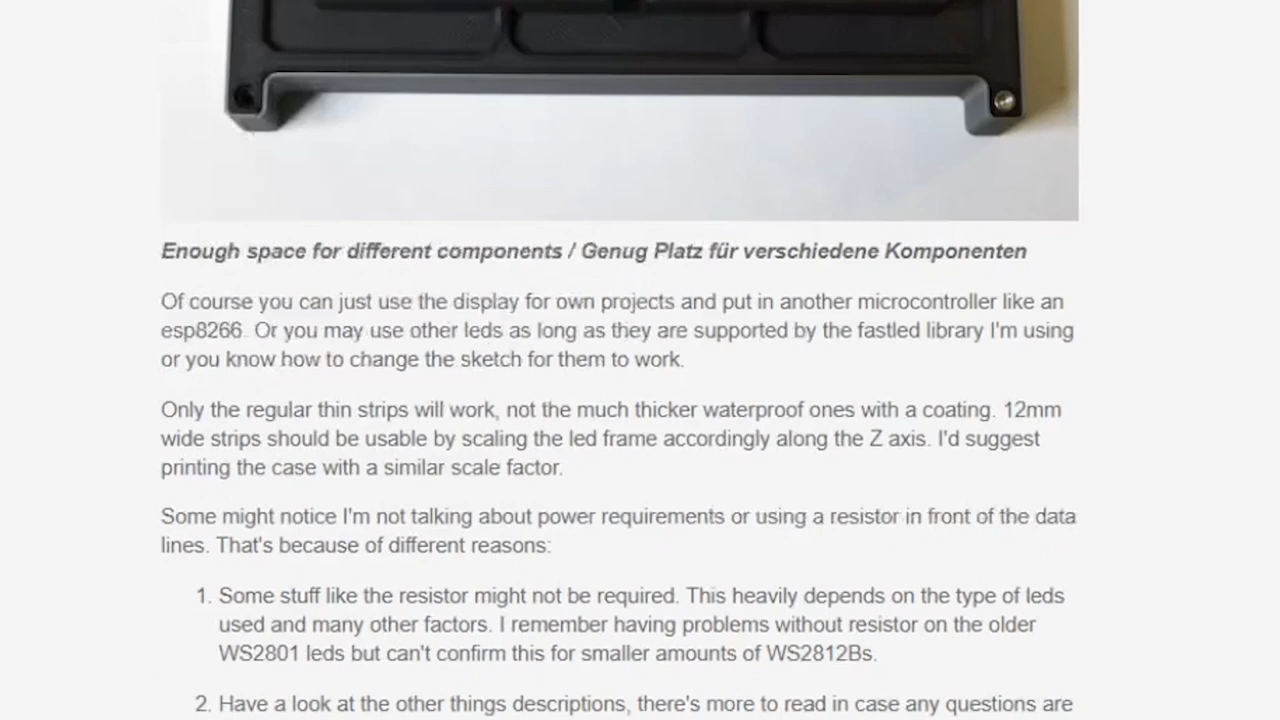 Enough space for different components / Genug Platz für verschiedene Komponenten
Of course you can just use the display for own projects and put in another microcontroller like an
esp8266. Or you may use other leds as long as they are supported by the fastled library I'm using
or you know how to change the sketch for them to work.
Only the regular thin strips will work, not the much thicker waterproof ones with a coating. 12mm
wide strips should be usable by scaling the led frame accordingly along the Z axis. I'd suggest
printing the case with a similar scale factor.
Some might notice I'm not talking about power requirements or using a resistor in front of the data
lines. That's because of different reasons:
1. Some stuff like the resistor might not be required. This heavily depends on the type of leds
used and many other factors. I remember having problems without resistor on the older
WS2801 leds but can't confirm this for smaller amounts of WS2812Bs.
2. Have a look at the other things descriptions, there's more to read in case any questions are